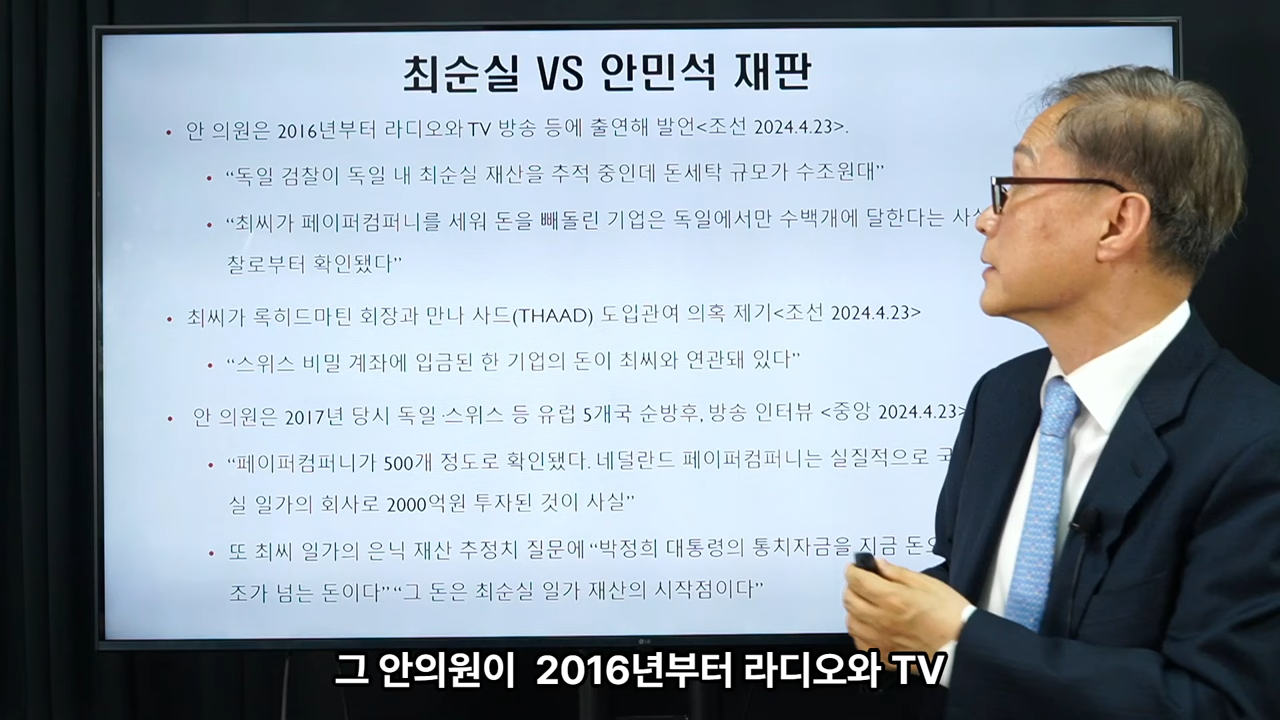 최순실 VS 안민석 재판
• 안 의원은 2016년부터 라디오와 TV 방송 등에 출연해 발언<조선 2024.4.23>.
• “독일 검찰이 독일 내 최순실 재산을 추적 중인데 돈세탁 규모가 수조원대”
• “최씨가 페이퍼컴퍼니를 세워 돈을 빼돌린 기업은 독일에서만 수백개에 달한다는
찰로부터 확인됐다”
• 최씨가 록히드마틴 회장과 만나 사드(THAAD) 도입관여 의혹 제기<조선 2024.4.23>
• “스위스 비밀 계좌에 입금된 한 기업의 돈이 최씨와 연관돼 있다”
• 안 의원은 2017년 당시 독일·스위스 등 유럽 5개국 순방후, 방송 인터뷰 <중앙 2024.4.23>
• “페이퍼컴퍼니가 500개 정도로 확인됐다. 네덜란드 페이퍼컴퍼니는 실질적으로
실 일가의 회사로 2000억원 투자된 것이 사실”
• 또 최씨 일가의 은닉 재산 추정치 질문에 “박정희 대통령의 통치자금을 지금
조가 넘는 돈이다” “그 돈은 최순실 일가 재산의 시작점이다”
LG
그 안의원이 2016년부터 라디오와 TV